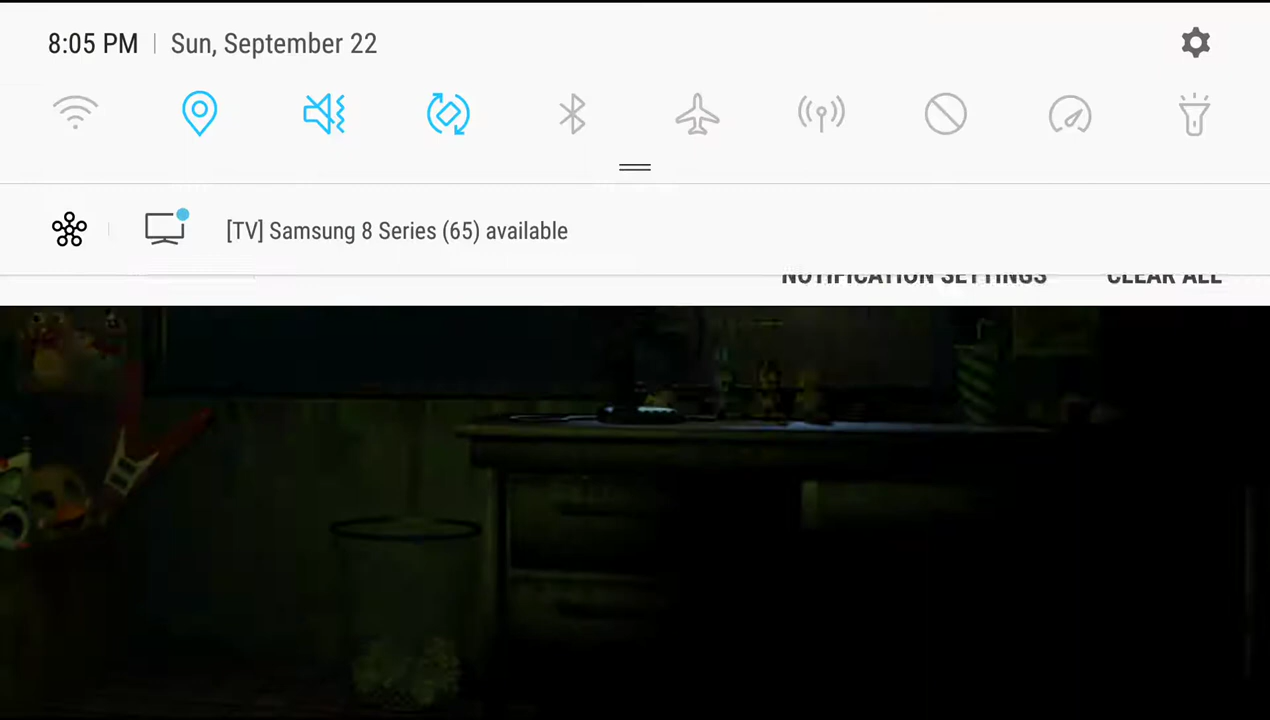 8:05 PM | Sun, September 22
[TV] Samsung 8 Series (65) available
NOTIFICATION SETTINGS CLEAR ALL